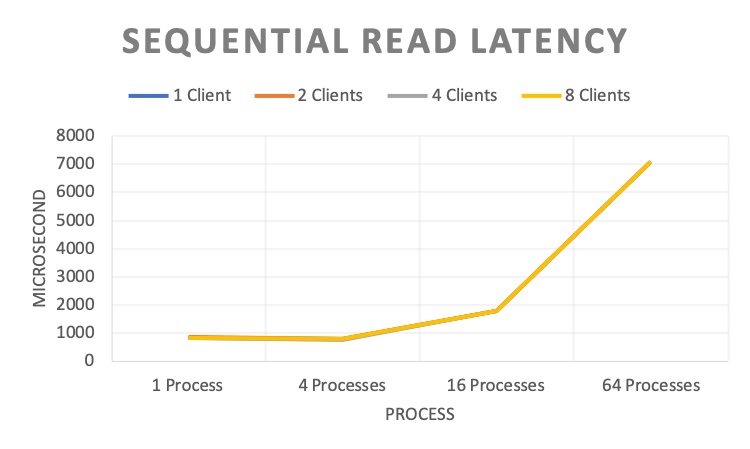 SEQUENTIAL READ LATENCY
1 Client 2 Clients 4 Clients 8 Clients
8000
7000
6000
5000
4000
3000
2000
1000
0
MICROSECOND
1 Process 4 Processes 16 Processes 64 Processes
PROCESS